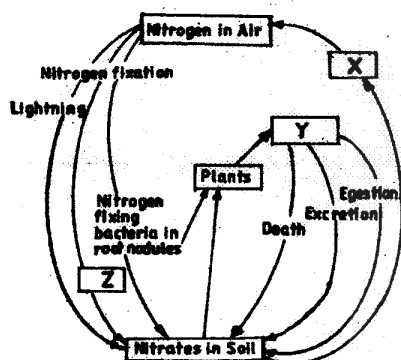 Nitrogen in Air
Nitrogen fixation
X
Lightning
Y
Plants
Egestion
Excretion
Nitrogen
fixing
bacteria in
root nodules
Death
Z
Nitrates in Soil